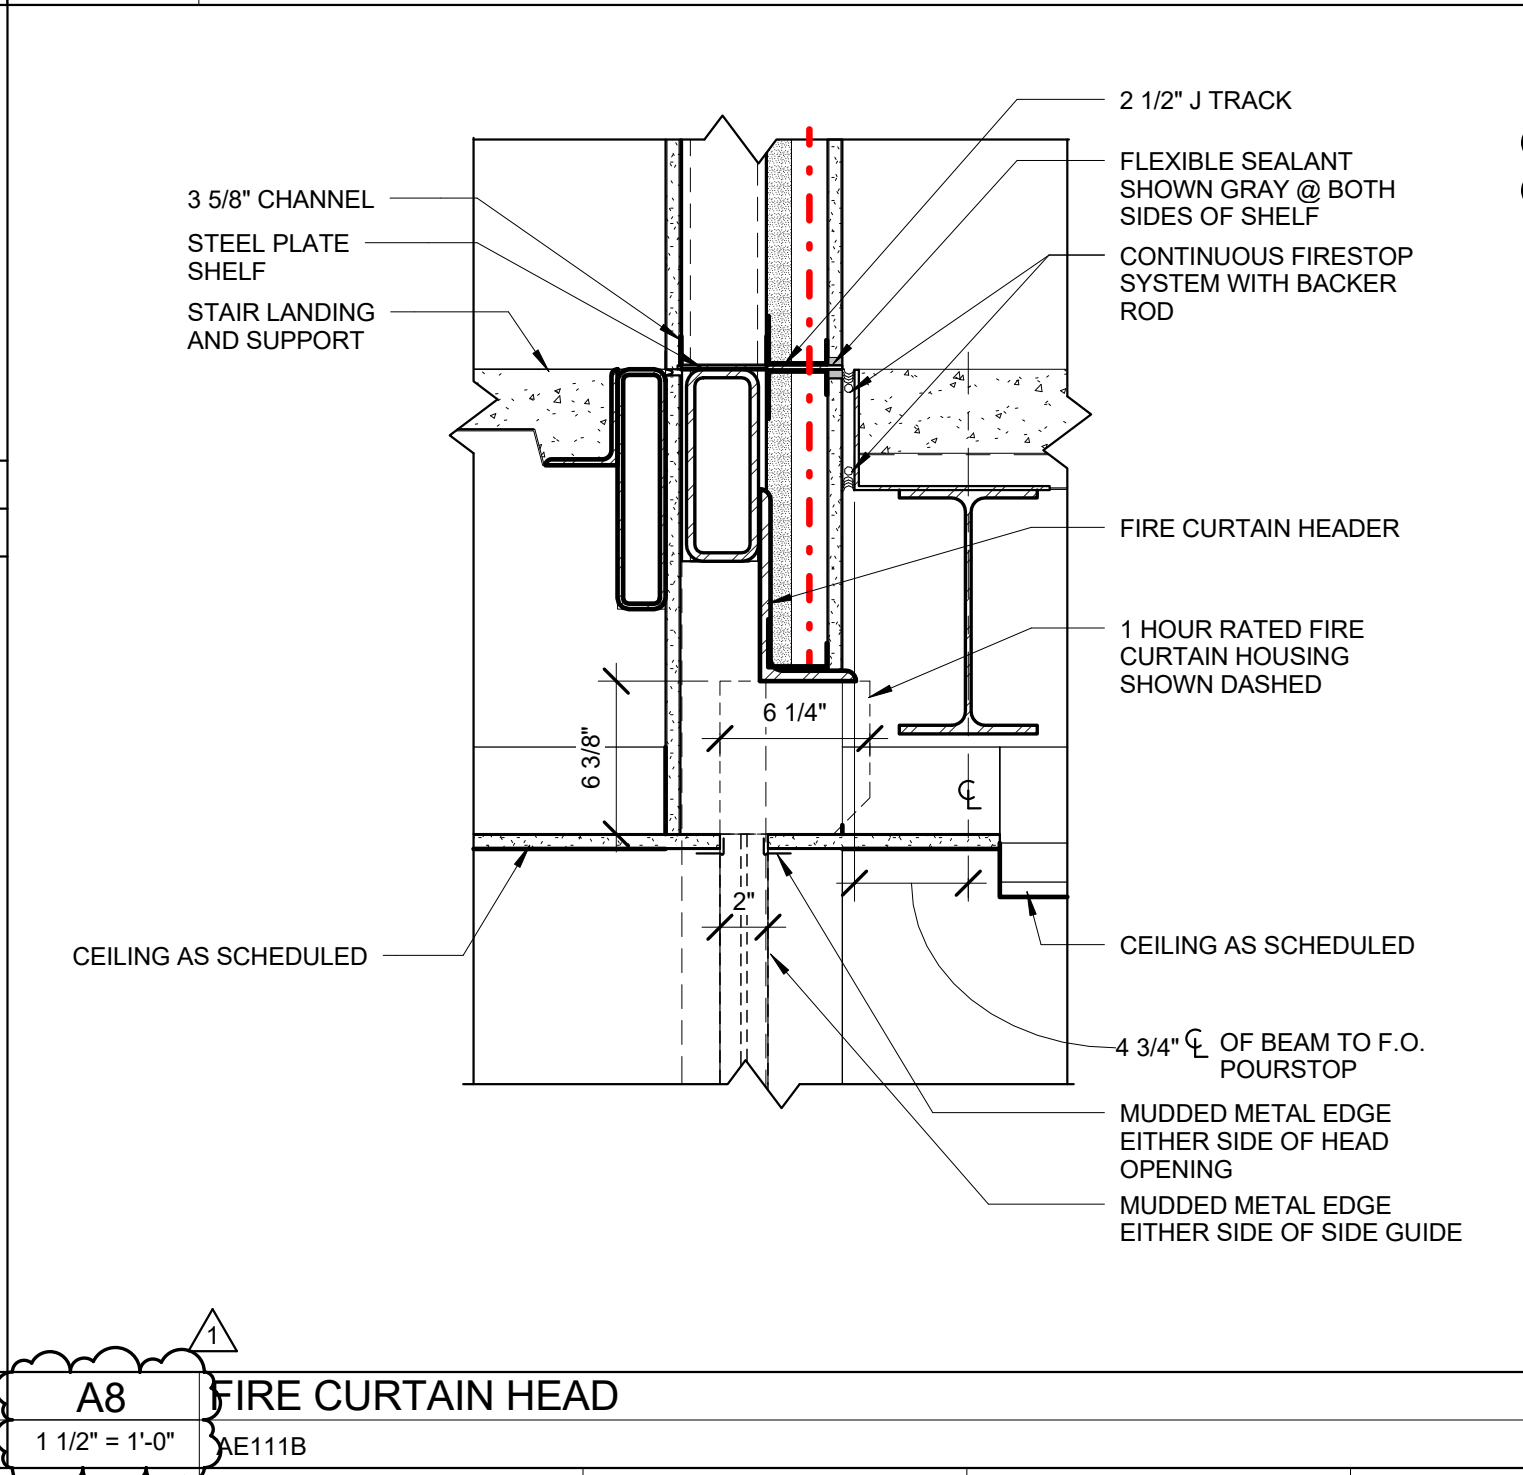 3 5/8" CHANNEL
STEEL PLATE
SHELF
STAIR LANDING
AND SUPPORT
2 1/2" J TRACK
FLEXIBLE SEALANT
SHOWN GRAY @ BOTH
SIDES OF SHELF
CONTINUOUS FIRESTOP
SYSTEM WITH BACKER
ROD
FIRE CURTAIN HEADER
1 HOUR RATED FIRE
CURTAIN HOUSING
SHOWN DASHED
6 1/4"
6 3/8"
℄
2"
CEILING AS SCHEDULED
CEILING AS SCHEDULED
4 3/4" ℄ OF BEAM TO F.O.
POURSTOP
MUDDED METAL EDGE
EITHER SIDE OF HEAD
OPENING
MUDDED METAL EDGE
EITHER SIDE OF SIDE GUIDE
1
A8
FIRE CURTAIN HEAD
1 1/2" = 1'-0"
AE111B